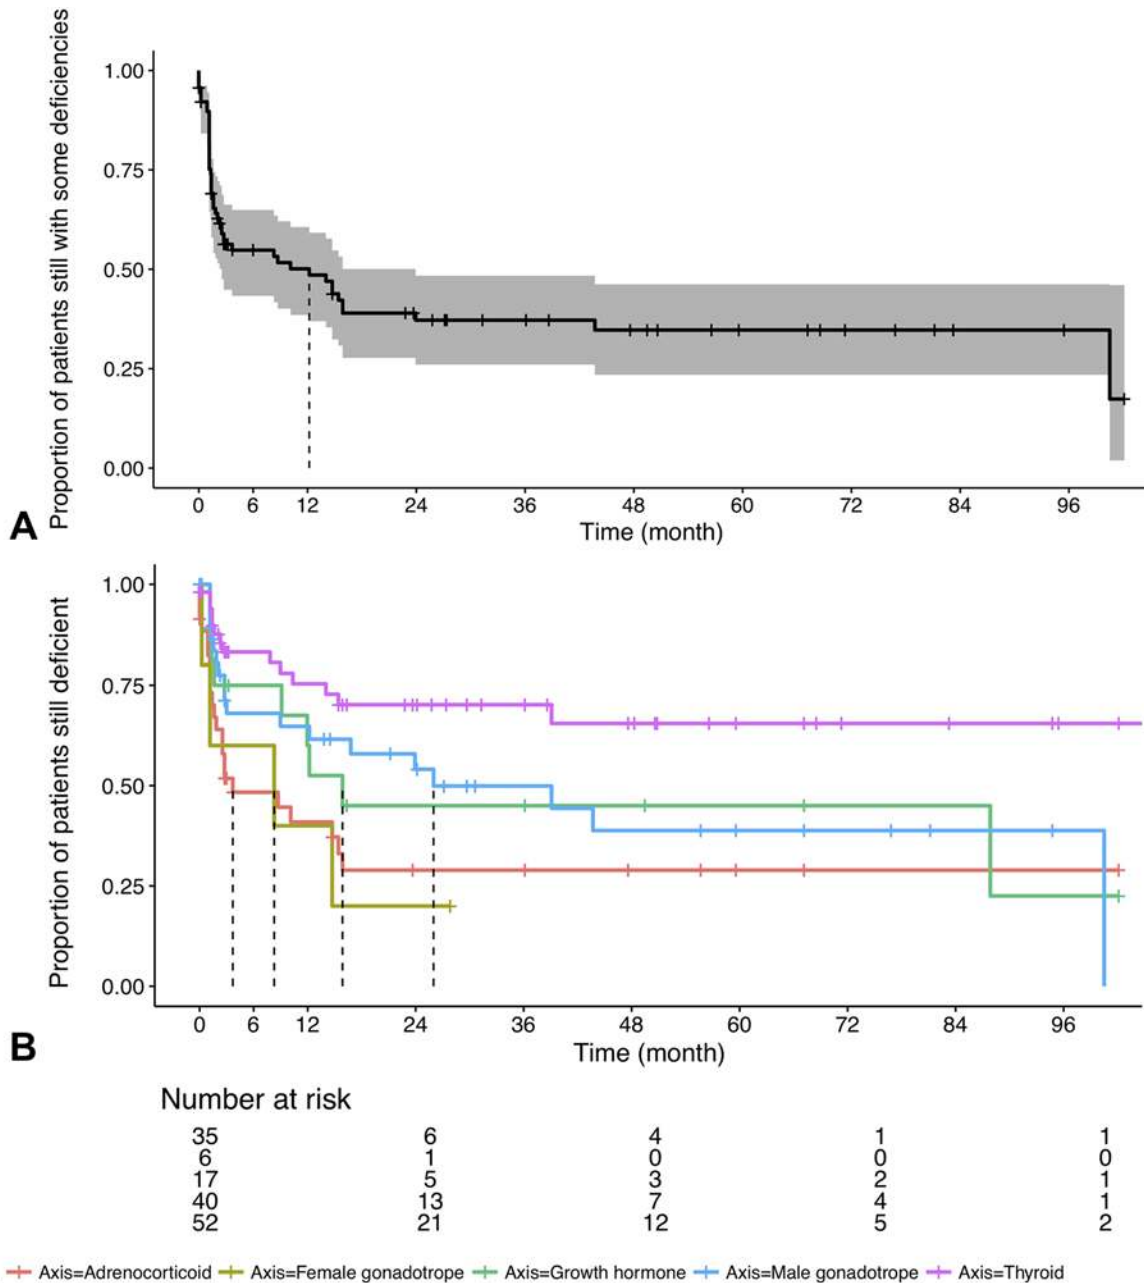 Proportion of patients still with some deficiencies
1.00
0.75
0.50
0.25
0.00
0 6 12 24 36 48 60 72 84 96
Time (month)
A
Proportion of patients still deficient
1.00
0.75
0.50
0.25
0.00
0 6 12 24 36 48 60 72 84 96
Time (month)
B
Number at risk
35 6 4 1 1
6 1 0 0 0
17 5 3 2 1
40 13 7 4 1
52 21 12 5 2
Axis=Adrenocorticoid Axis=Female gonadotrope Axis=Growth hormone Axis=Male gonadotrope Axis=Thyroid